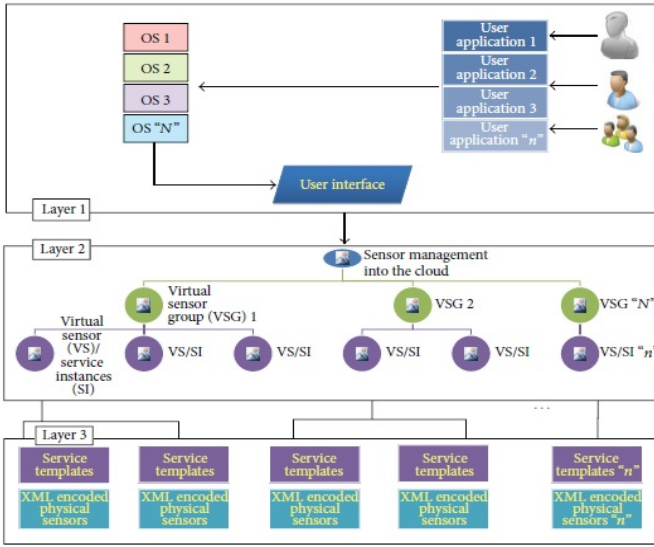 OS 1
OS 2
OS 3
OS “N”
User
application 1
User
application 2
User
application 3
User
application “n”
User interface
Layer 1
Layer 2
Sensor management
into the cloud
Virtual
sensor
group (VSG) 1
VSG 2
VSG “N”
Virtual
sensor
(VS)/
service
instances
(SI)
VS/SI
VS/SI
VS/SI
VS/SI
VS/SI “n”
...
Layer 3
Service
templates
Service
templates
Service
templates
Service
templates
Service
templates “n”
XML encoded
physical
sensors
XML encoded
physical
sensors
XML encoded
physical
sensors
XML encoded
physical
sensors
XML encoded
physical
sensors “n”